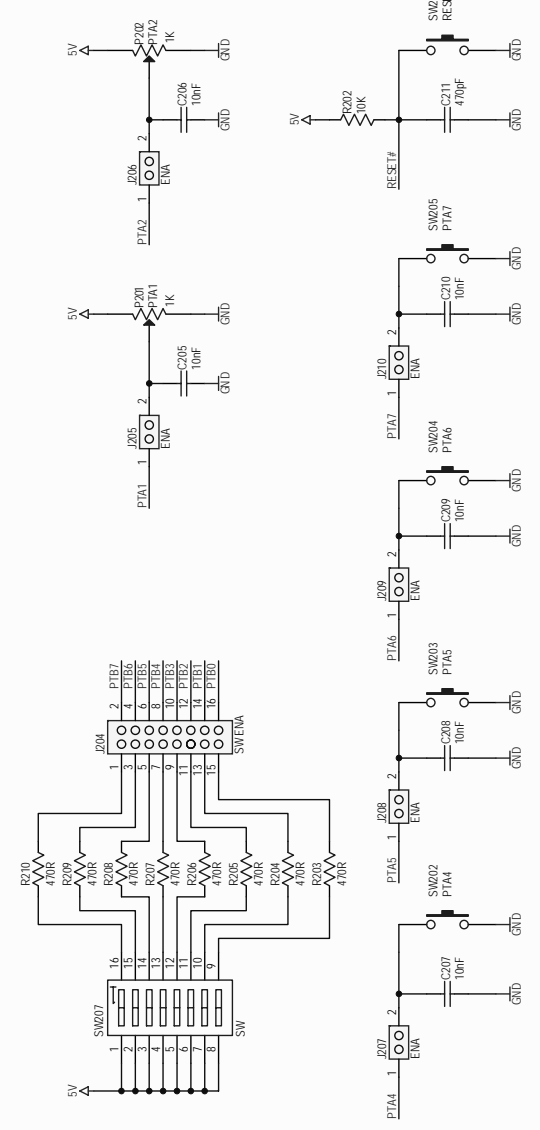 5V
P202
PTA2
1K
GND
C206
10nF
GND
J206
2
1
ENA
PTA2
5V
P201
PTA1
1K
GND
C205
10nF
GND
J205
2
1
ENA
PTA1
RESET#
5V
R202
10K
C211
470pF
GND
GND
SW205
PTA7
J210
2
1
ENA
PTA7
C210
10nF
GND
GND
SW204
PTA6
J209
2
1
ENA
PTA6
C209
10nF
GND
GND
SW203
PTA5
J208
2
1
ENA
PTA5
C208
10nF
GND
GND
SW202
PTA4
J207
2
1
ENA
PTA4
C207
10nF
GND
GND
J204
SW ENA
2 PTB7
4 PTB6
6 PTB5
8 PTB4
10 PTB3
12 PTB2
14 PTB1
16 PTB0
1
3
5
7
9
11
13
15
R210
470R
R209
470R
R208
470R
R207
470R
R206
470R
R205
470R
R204
470R
R203
470R
16
15
14
13
12
11
10
9
SW207
SW
1
2
3
4
5
6
7
8
5V